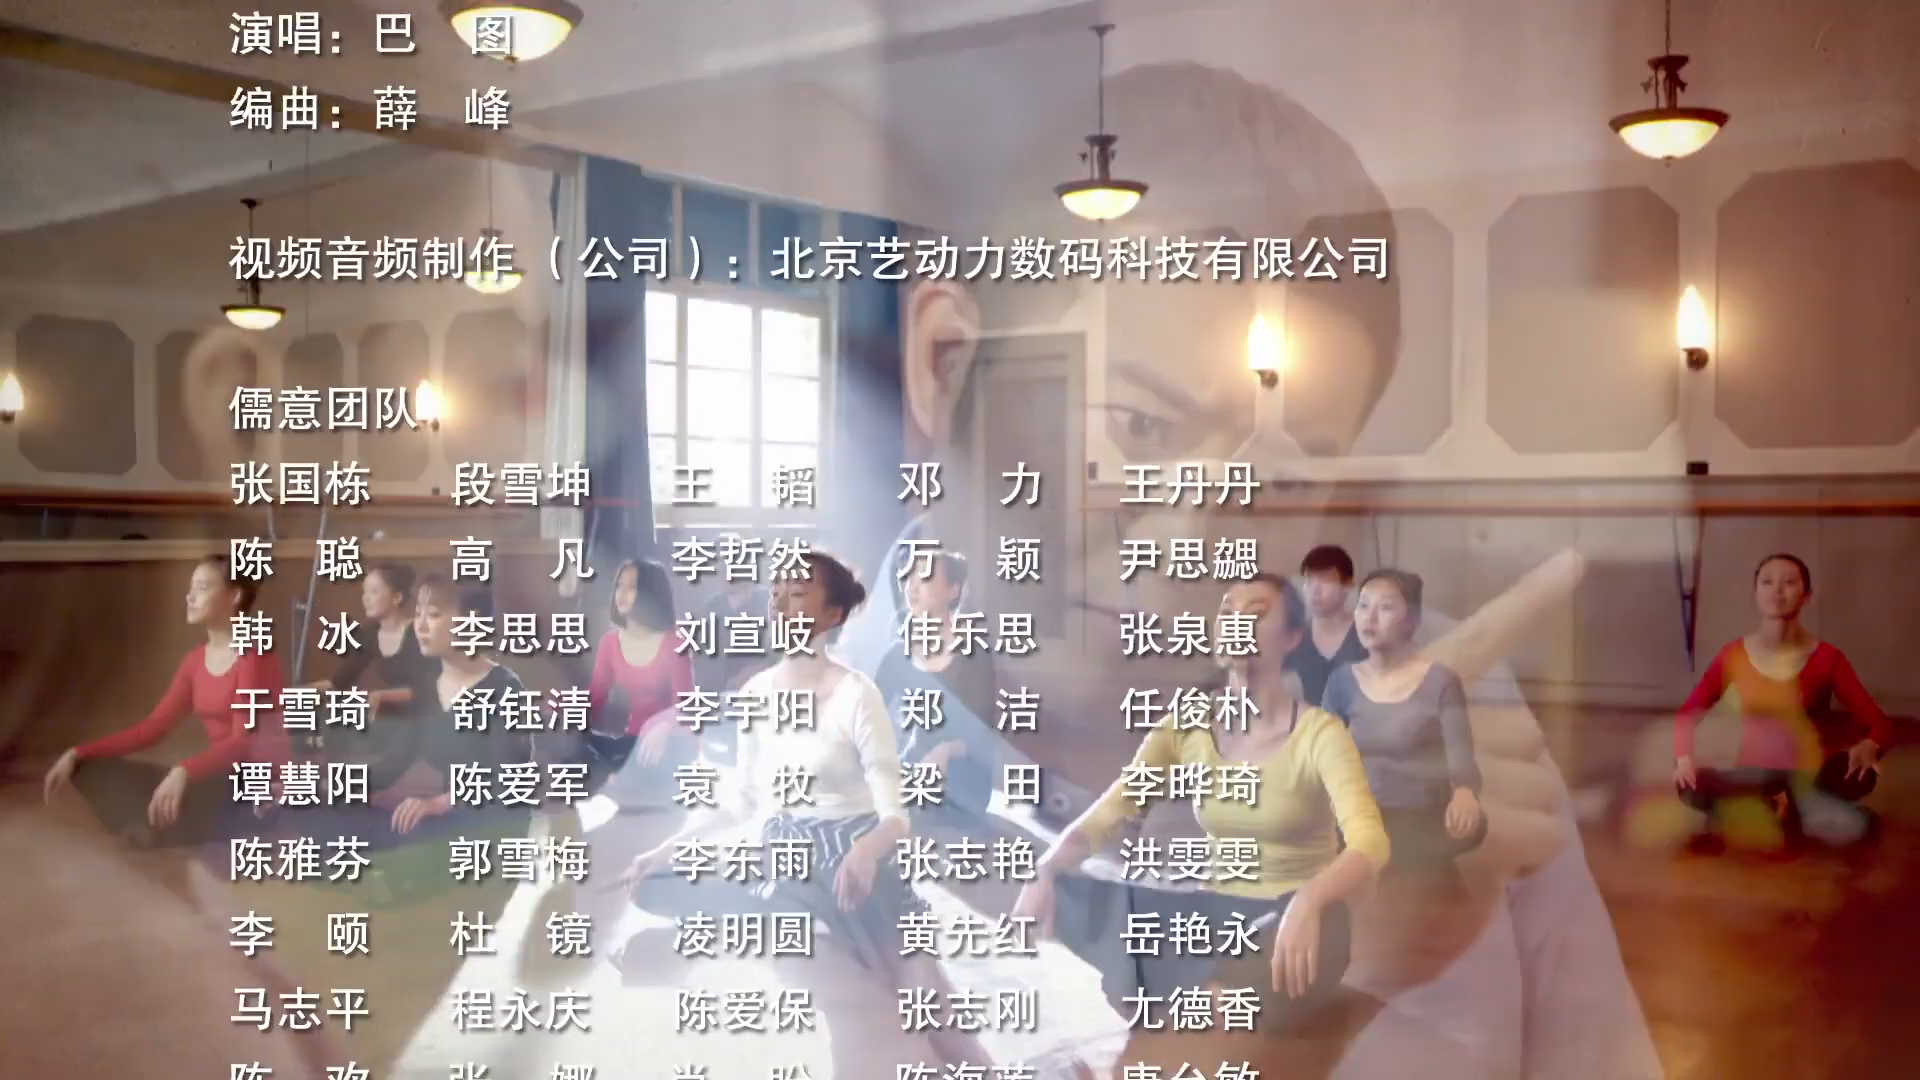 演唱：巴 图
编曲：薛 峰
视频音频制作（公司）：北京艺动力数码科技有限公司
儒意团队
张国栋 段雪坤 王 韬 邓 力 王丹丹
陈 聪 高 凡 李哲然 万 颖 尹思勰
韩 冰 李思思 刘宣岐 伟乐思 张泉惠
于雪琦 舒钰清 李宇阳 郑 洁 任俊朴
谭慧阳 陈爱军 袁 牧 梁 田 李晔琦
陈雅芬 郭雪梅 李东雨 张志艳 洪雯雯
李 颐 杜 镜 凌明圆 黄先红 岳艳永
马志平 程永庆 陈爱保 张志刚 尤德香